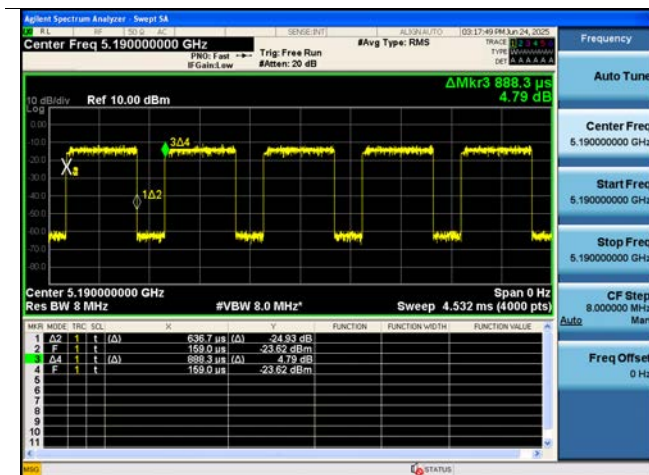 Agilent Spectrum Analyzer - Swept SA
RL RF 50 Ω AC SENSE:INT ALIGN AUTO 03:17:49 PM Jun 24, 2025
Center Freq 5.190000000 GHz
PNO: Fast
IFGain:Low
Trig: Free Run
#Atten: 20 dB
#Avg Type: RMS
TRACE 1 2 3 4 5 6
TYPE
DET A A A A A A
ΔMkr3 888.3 µs
4.79 dB
10 dB/div Ref 10.00 dBm
Log
0.00
-10.0
-20.0
-30.0
-40.0
-50.0
-60.0
-70.0
-80.0
3Δ4
1Δ2
Center 5.190000000 GHz Span 0 Hz
Res BW 8 MHz #VBW 8.0 MHz* Sweep 4.532 ms (4000 pts)
MKR MODE TRC SCL X Y FUNCTION FUNCTION WIDTH FUNCTION VALUE
1 Δ2 1 t (Δ) 636.7 µs (Δ) -24.93 dB
2 F 1 t 159.0 µs -23.62 dBm
3 Δ4 1 t (Δ) 888.3 µs (Δ) 4.79 dB
4 F 1 t 159.0 µs -23.62 dBm
5
6
7
8
9
10
11
MSG STATUS
Frequency
Auto Tune
Center Freq
5.190000000 GHz
Start Freq
5.190000000 GHz
Stop Freq
5.190000000 GHz
CF Step
8.000000 MHz
Auto Man
Freq Offset
0 Hz